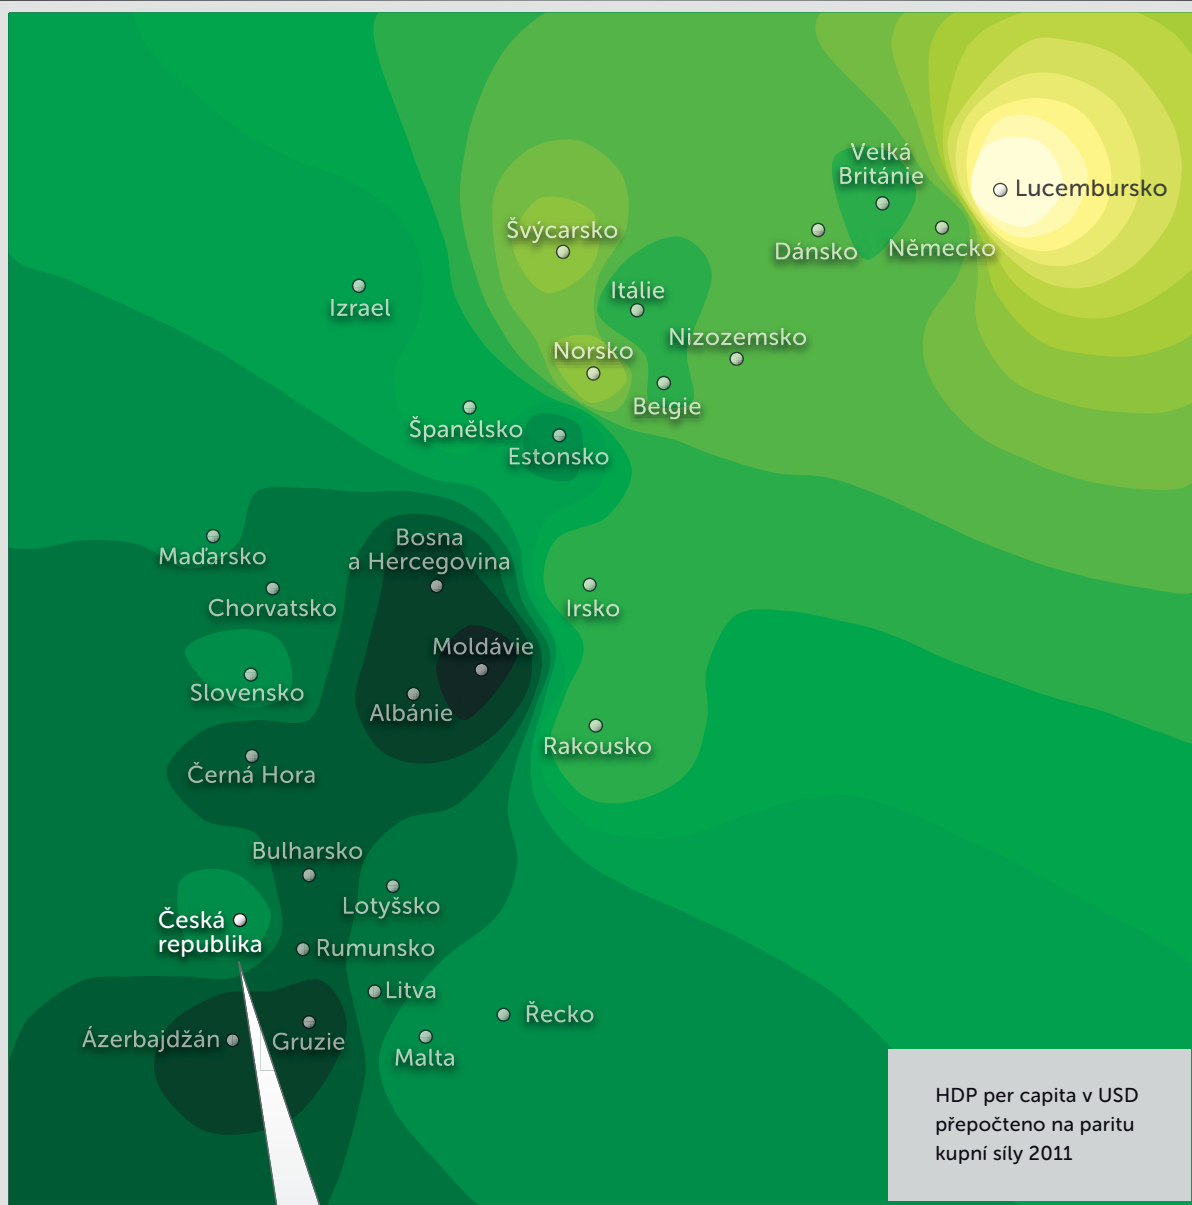 Velká
Británie
Lucembursko
Švýcarsko
Dánsko
Německo
Itálie
Izrael
Nizozemsko
Norsko
Belgie
Španělsko
Estonsko
Bosna
a Hercegovina
Maďarsko
Chorvatsko
Irsko
Moldávie
Slovensko
Albánie
Rakousko
Černá Hora
Bulharsko
Lotyšsko
Česká
republika
Rumunsko
Litva
Řecko
Ázerbajdžán
Gruzie
Malta
HDP per capita v USD
přepočteno na paritu
kupní síly 2011